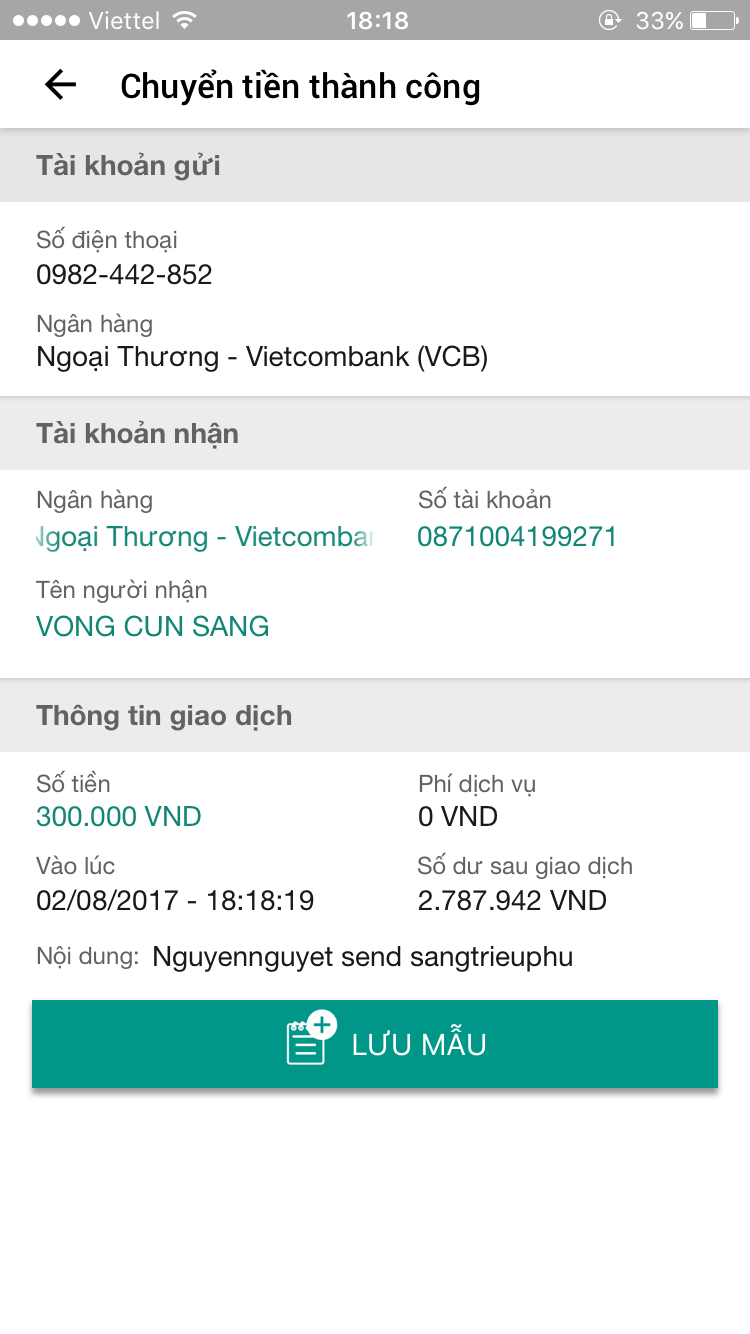 Viettel 18:18 33%
Chuyển tiền thành công
Tài khoản gửi
Số điện thoại
0982-442-852
Ngân hàng
Ngoại Thương - Vietcombank (VCB)
Tài khoản nhận
Ngân hàng Số tài khoản
Ngoại Thương - Vietcomban 0871004199271
Tên người nhận
VONG CUN SANG
Thông tin giao dịch
Số tiền Phí dịch vụ
300.000 VND 0 VND
Vào lúc Số dư sau giao dịch
02/08/2017 - 18:18:19 2.787.942 VND
Nội dung: Nguyennguyet send sangtrieuphu
LƯU MẪU